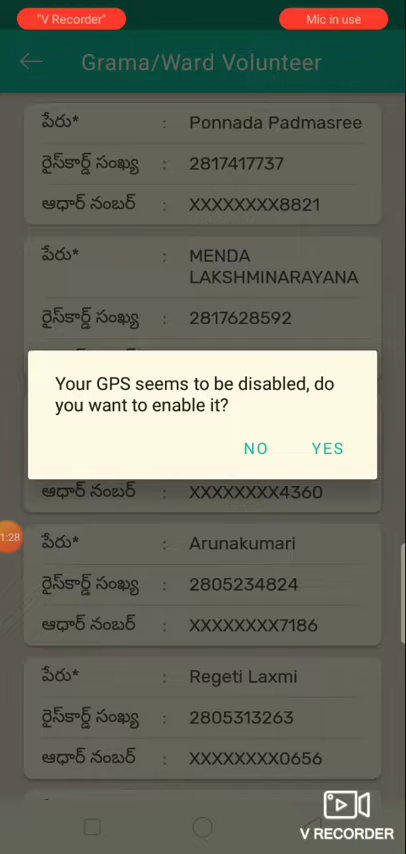 "V Recorder"
Mic in use
Grama/Ward Volunteer
పేరు* : Ponnada Padmasree
రైస్‌కార్డ్ సంఖ్య : 2817417737
ఆధార్ నంబర్ : XXXXXXXX8821
పేరు* : MENDA
LAKSHMINARAYANA
రైస్‌కార్డ్ సంఖ్య : 2817628592
Your GPS seems to be disabled, do
you want to enable it?
NO YES
ఆధార్ నంబర్ : XXXXXXXX4360
1:28
పేరు* : Arunakumari
రైస్‌కార్డ్ సంఖ్య : 2805234824
ఆధార్ నంబర్ : XXXXXXXX7186
పేరు* : Regeti Laxmi
రైస్‌కార్డ్ సంఖ్య : 2805313263
ఆధార్ నంబర్ : XXXXXXXX0656
V RECORDER